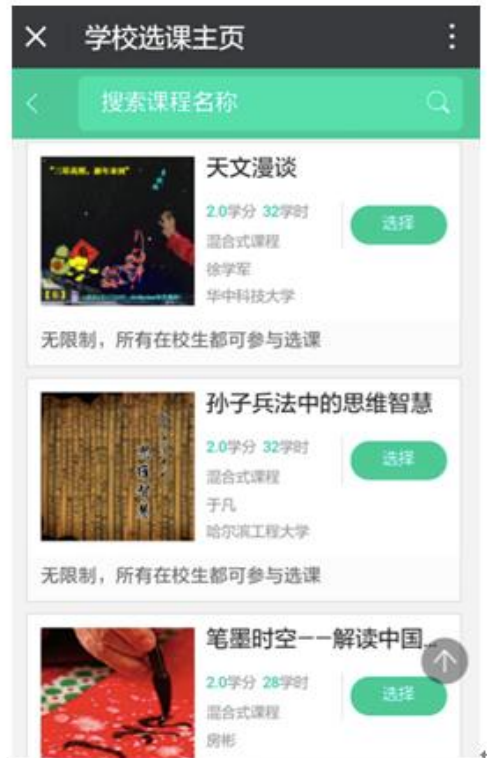 学校选课主页
搜索课程名称
天文漫谈
2.0学分 32学时
选择
混合式课程
徐学军
华中科技大学
无限制，所有在校生都可参与选课
孙子兵法中的思维智慧
2.0学分 32学时
选择
混合式课程
于凡
哈尔滨工程大学
无限制，所有在校生都可参与选课
笔墨时空——解读中国…
2.0学分 28学时
选择
混合式课程
房彬